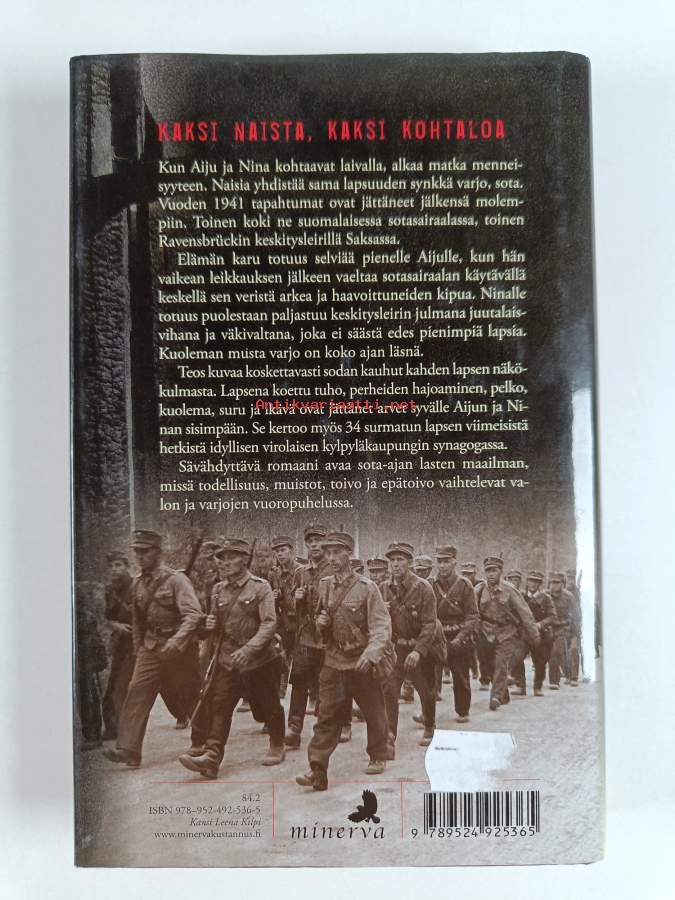 KAKSI NAISTA, KAKSI KOHTALOA
Kun Aiju ja Nina kohtaavat laivalla, alkaa matka mennei-
syyteen. Naisia yhdistää sama lapsuuden synkkä varjo, sota.
Vuoden 1941 tapahtumat ovat jättäneet jälkensä molem-
piin. Toinen koki ne suomalaisessa sotasairaalassa, toinen
Ravensbrückin keskitysleirillä Saksassa.
Elämän karu totuus selviää pienelle Aijulle, kun hän
vaikean leikkauksen jälkeen vaeltaa sotasairaalan käytävällä
keskellä sen veristä arkea ja haavoittuneiden kipua. Ninalle
totuus puolestaan paljastuu keskitysleirin julmana juutalais-
vihana ja väkivaltana, joka ei säästä edes pienimpiä lapsia.
Kuoleman musta varjo on koko ajan läsnä.
Teos kuvaa koskettavasti sodan kauhut kahden lapsen näkö-
kulmasta. Lapsena koettu tuho, perheiden hajoaminen, pelko,
Antikvariaatti.net
kuolema, suru ja ikävä ovat jättänet arvet syvälle Aijun ja Ni-
nan sisimpään. Se kertoo myös 34 surmatun lapsen viimeisistä
hetkistä idyllisen virolaisen kylpyläkaupungin synagogassa.
Sävähdyttävä romaani avaa sota-ajan lasten maailman,
missä todellisuus, muistot, toivo ja epätoivo vaihtelevat va-
lon ja varjojen vuoropuhelussa.
84.2
ISBN 978-952-492-536-5
Kansi Leena Kilpi
www.minervakustannus.fi
minerva
9 789524 925365